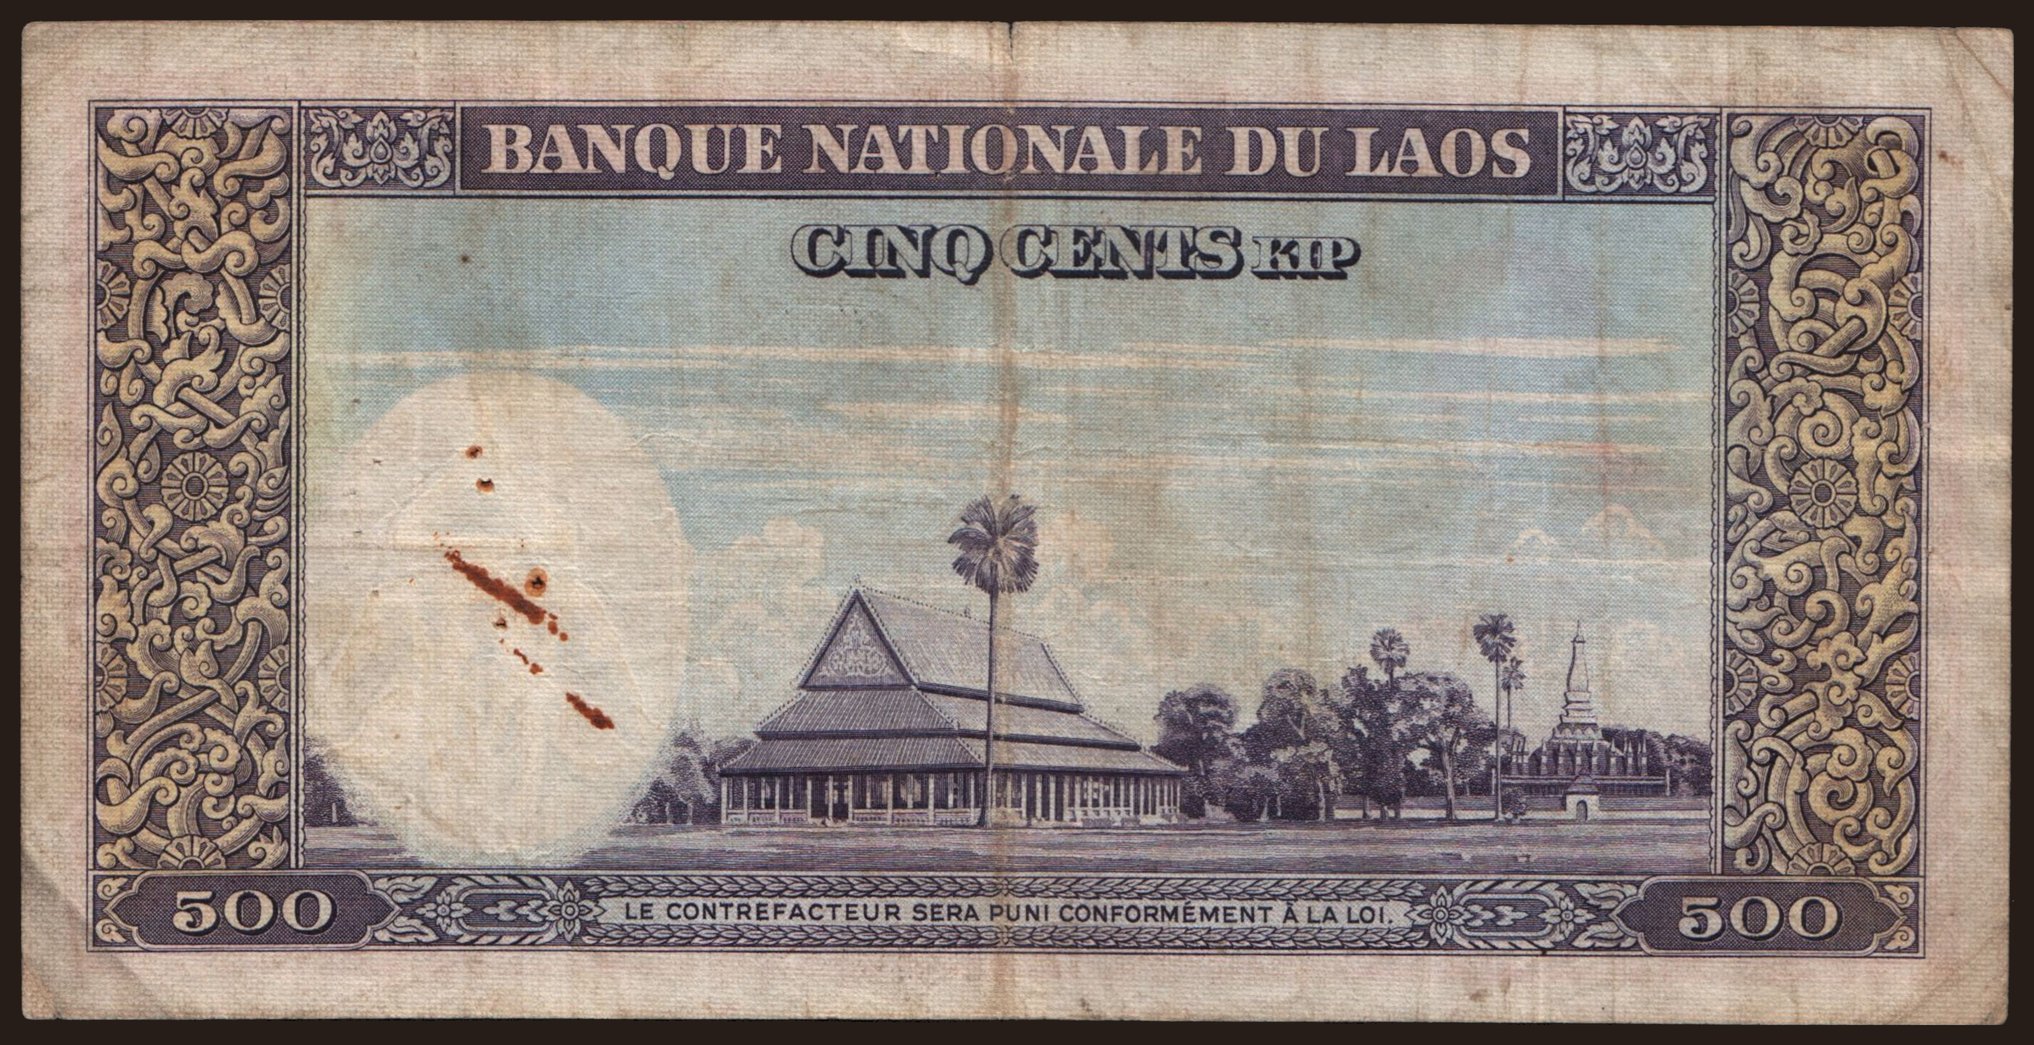 BANQUE NATIONALE DU LAOS
CINQ CENTS KIP
500 LE CONTREFACTEUR SERA PUNI CONFORMÉMENT À LA LOI. 500